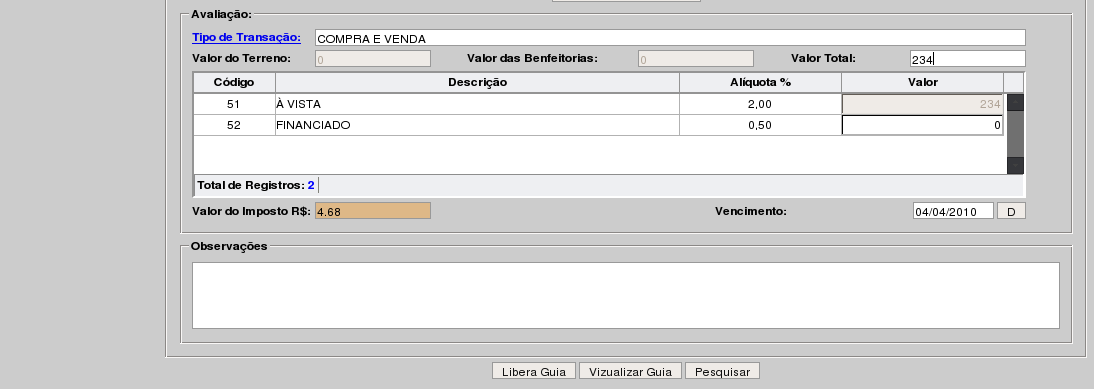 Avaliação:
Tipo de Transação: COMPRA E VENDA
Valor do Terreno: 0 Valor das Benfeitorias: 0 Valor Total: 234
Código Descrição Alíquota % Valor
51 À VISTA 2,00 234
52 FINANCIADO 0,50 0
Total de Registros: 2
Valor do Imposto R$: 4.68 Vencimento: 04/04/2010 D
Observações
Libera Guia Vizualizar Guia Pesquisar